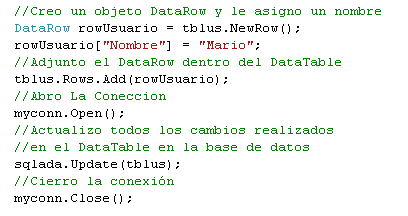 //Creo un objeto DataRow y le asigno un nombre
DataRow rowUsuario = tblus.NewRow();
rowUsuario["Nombre"] = "Mario";
//Adjunto el DataRow dentro del DataTable
tblus.Rows.Add(rowUsuario);
//Abro La Coneccion
myconn.Open();
//Actualizo todos los cambios realizados
//en el DataTable en la base de datos
sqlada.Update(tblus);
//Cierro la conexión
myconn.Close();